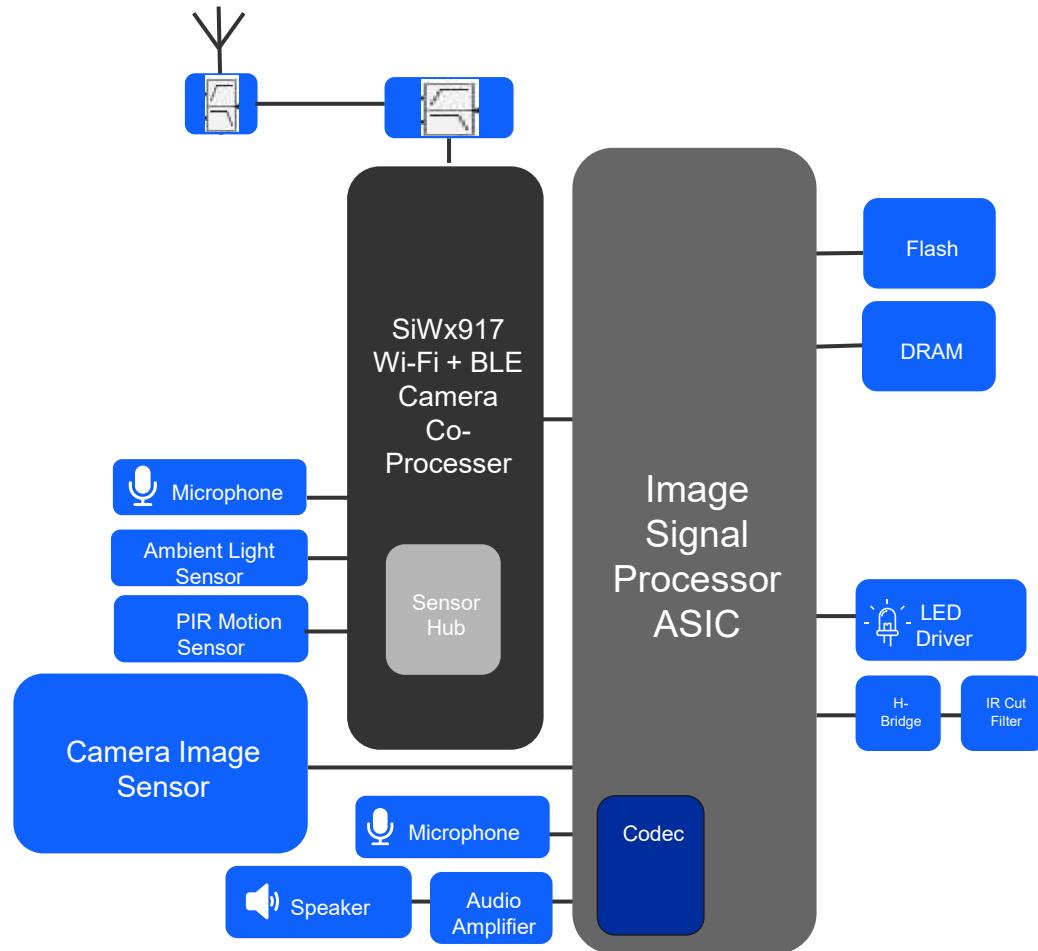 Flash
DRAM
SiWx917
Wi-Fi + BLE
Camera
Co-
Processer
Microphone
Ambient Light
Sensor
PIR Motion
Sensor
Sensor
Hub
Image
Signal
Processor
ASIC
LED
Driver
H-
Bridge
IR Cut
Filter
Camera Image
Sensor
Microphone
Codec
Speaker
Audio
Amplifier